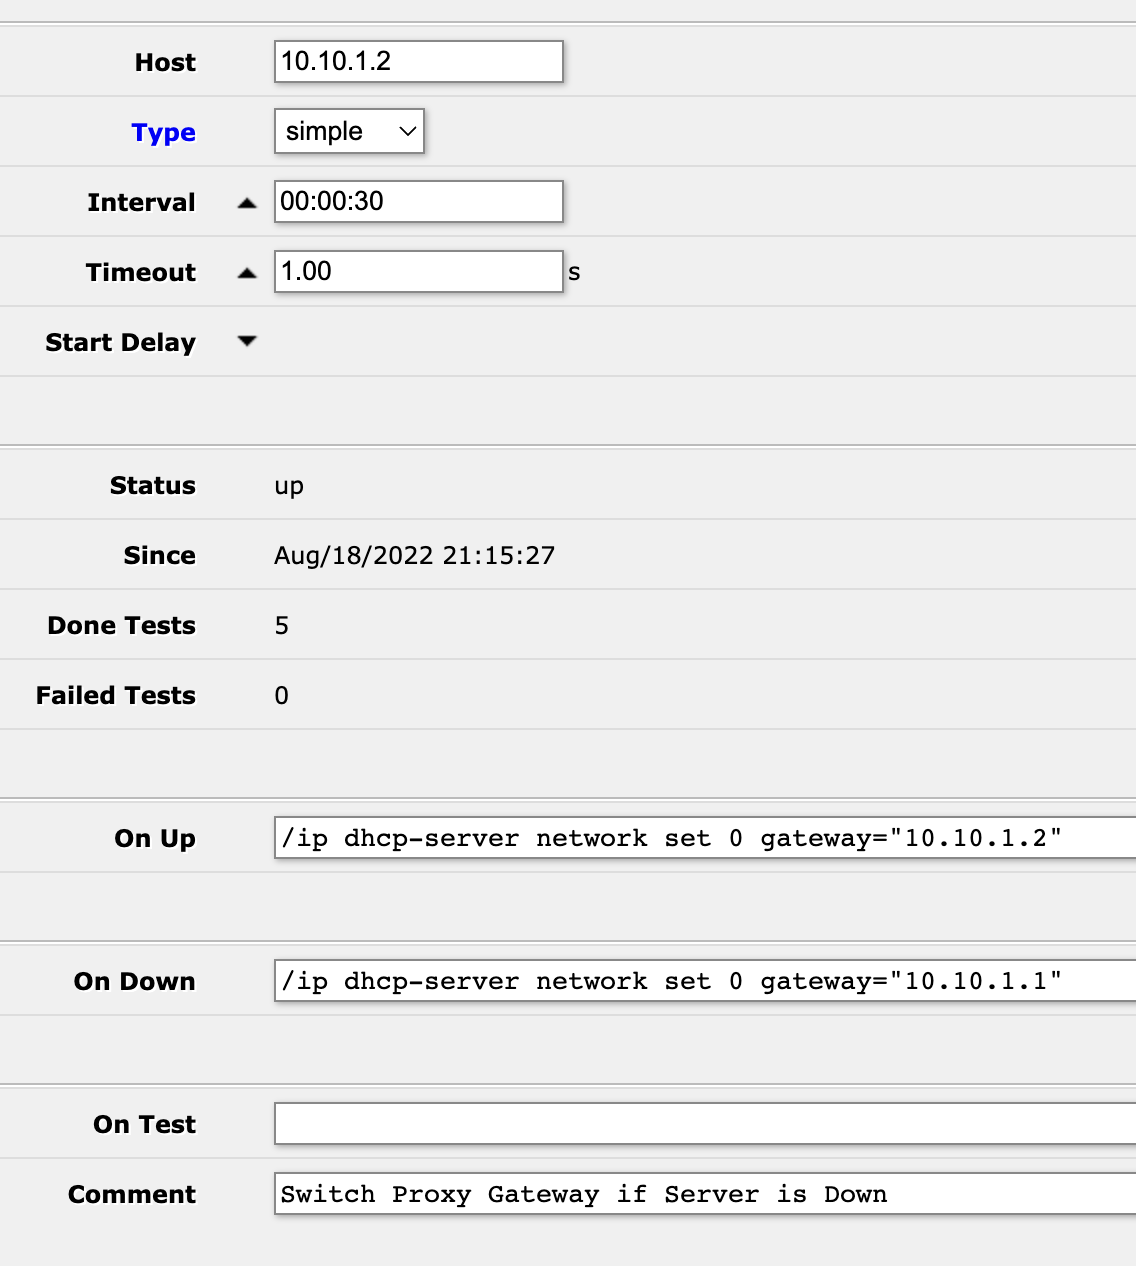 Host 10.10.1.2
Type simple
Interval 00:00:30
Timeout 1.00 s
Start Delay
Status up
Since Aug/18/2022 21:15:27
Done Tests 5
Failed Tests 0
On Up /ip dhcp-server network set 0 gateway="10.10.1.2"
On Down /ip dhcp-server network set 0 gateway="10.10.1.1"
On Test
Comment Switch Proxy Gateway if Server is Down